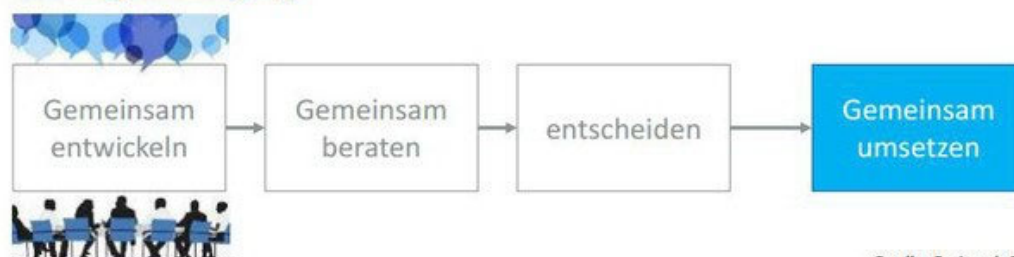 Gemeinsam
entwickeln
Gemeinsam
beraten
entscheiden
Gemeinsam
umsetzen